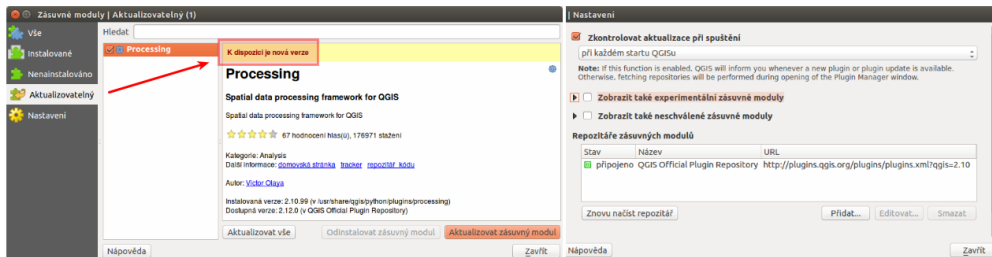 Zásuvné moduly | Aktualizovatelný (1)
Vše
Instalované
Nenainstalováno
Aktualizovatelný
Nastavení
Hledat
Processing
K dispozici je nová verze
Processing
Spatial data processing framework for QGIS
Spatial data processing framework for QGIS
67 hodnocení hlas(ů), 176971 stažení
Kategorie: Analysis
Další informace: domovská stránka tracker repozitář_kódu
Autor: Victor Olaya
Instalovaná verze: 2.10.99 (v /usr/share/qgis/python/plugins/processing)
Dostupná verze: 2.12.0 (v QGIS Official Plugin Repository)
Aktualizovat vše Odinstalovat zásuvný modul Aktualizovat zásuvný modul
Nápověda Zavřít
| Nastavení
Zkontrolovat aktualizace při spuštění
při každém startu QGISu
Note: If this function is enabled, QGIS will inform you whenever a new plugin or plugin update is available.
Otherwise, fetching repositories will be performed during opening of the Plugin Manager window.
Zobrazit také experimentální zásuvné moduly
Zobrazit také neschválené zásuvné moduly
Repozitáře zásuvných modulů
Stav Název URL
připojeno QGIS Official Plugin Repository http://plugins.qgis.org/plugins/plugins.xml?qgis=2.10
Znovu načíst repozitář Přidat... Editovat... Smazat
Nápověda Zavřít